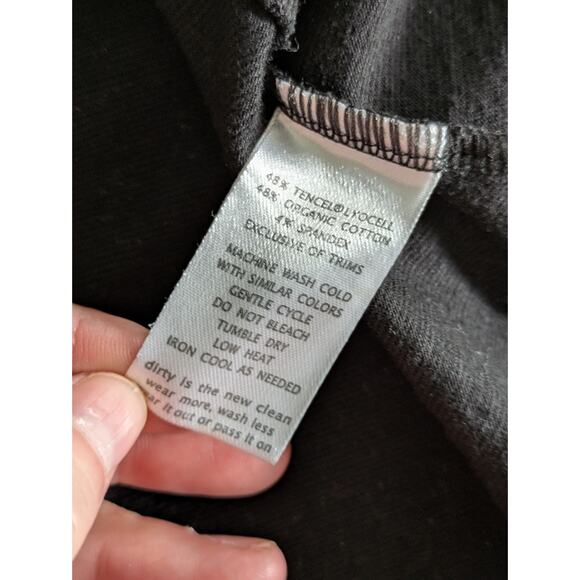 48% TENCEL®LYOCELL
48% ORGANIC COTTON
4% SPANDEX
EXCLUSIVE OF TRIMS
MACHINE WASH COLD
WITH SIMILAR COLORS
GENTLE CYCLE
DO NOT BLEACH
TUMBLE DRY
LOW HEAT
IRON COOL AS NEEDED
dirty is the new clean
wear more, wash less
it out or pass it on